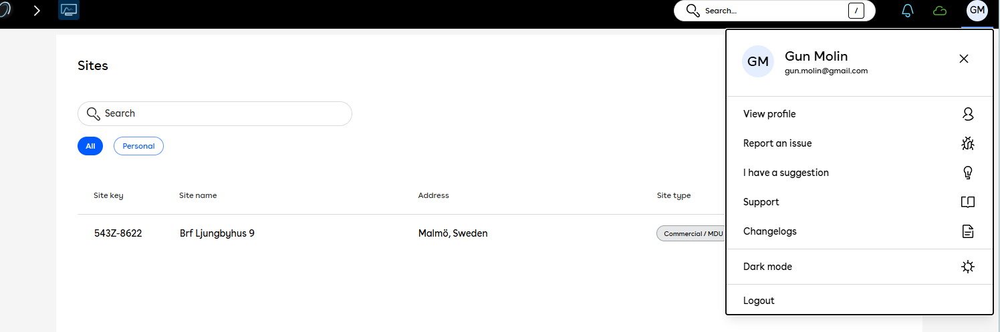 Search...
/
GM
GM
Gun Molin
gun.molin@gmail.com
View profile
Report an issue
I have a suggestion
Support
Changelogs
Dark mode
Logout
Sites
Search
All
Personal
Site key Site name Address Site type
543Z-8622 Brf Ljungbyhus 9 Malmö, Sweden Commercial / MDU